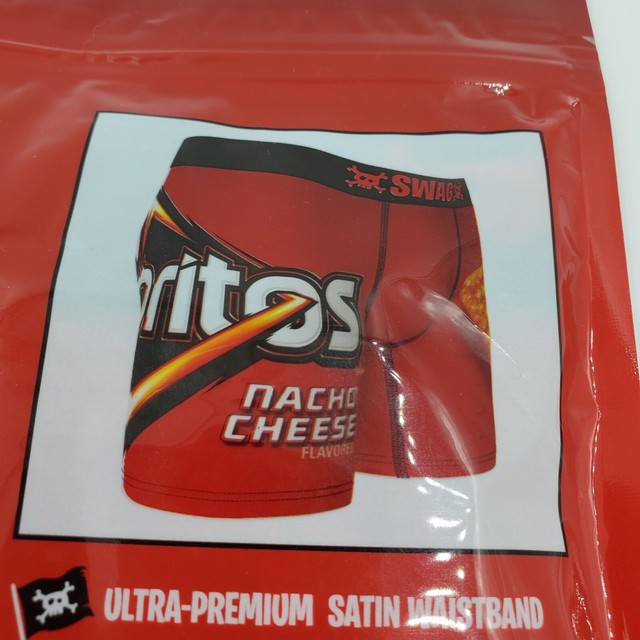 SWAG
ritos
NACHO
CHEESE
FLAVORED
ULTRA-PREMIUM SATIN WAISTBAND